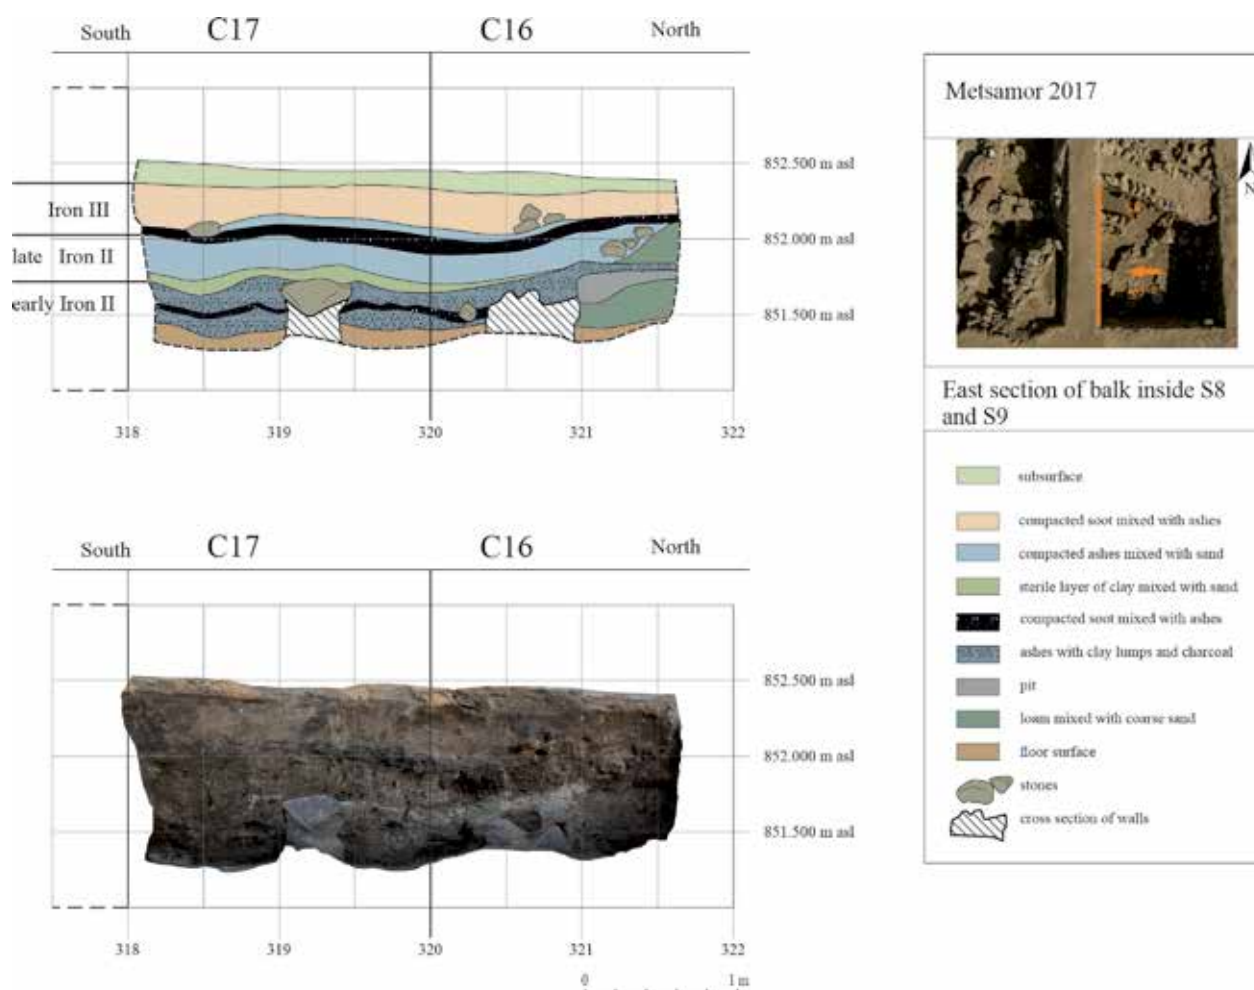 South C17 C16 North
852.500 m asl
Iron III
852.000 m asl
late Iron II
early Iron II
851.500 m asl
318 319 320 321 322
South C17 C16 North
852.500 m asl
852.000 m asl
851.500 m asl
318 319 320 321 322
0 1 m
Metsamor 2017
N
East section of balk inside S8
and S9
subsurface
compacted soot mixed with ashes
compacted ashes mixed with sand
sterile layer of clay mixed with sand
compacted soot mixed with ashes
ashes with clay lumps and charcoal
pit
loam mixed with coarse sand
floor surface
stones
cross section of walls